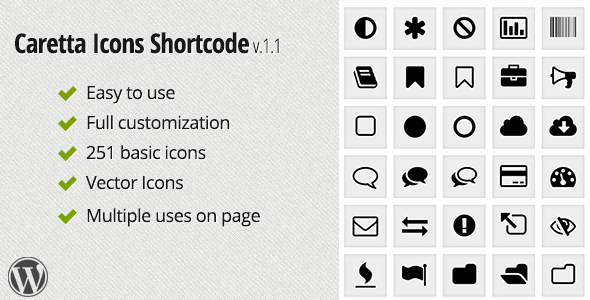 Caretta Icons Shortcode v.1.1
Easy to use
Full customization
251 basic icons
Vector Icons
Multiple uses on page